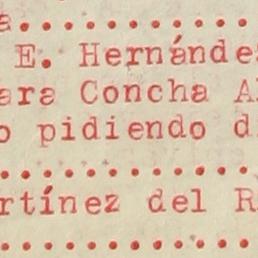 a..........
E. Hernánde
ara Concha A
o pidiendo d
..........
rtínez del R
..........